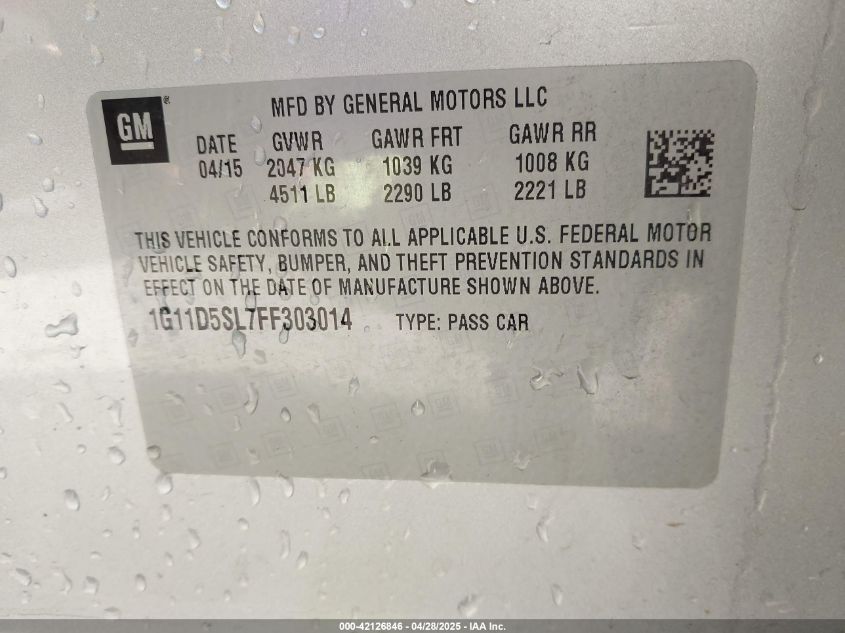 GM®
MFD BY GENERAL MOTORS LLC
DATE GVWR GAWR FRT GAWR RR
04/15 2047 KG 1039 KG 1008 KG
4511 LB 2290 LB 2221 LB
THIS VEHICLE CONFORMS TO ALL APPLICABLE U.S. FEDERAL MOTOR
VEHICLE SAFETY, BUMPER, AND THEFT PREVENTION STANDARDS IN
EFFECT ON THE DATE OF MANUFACTURE SHOWN ABOVE.
1G11D5SL7FF303014 TYPE: PASS CAR
000-42126846 - 04/28/2025 - IAA Inc.